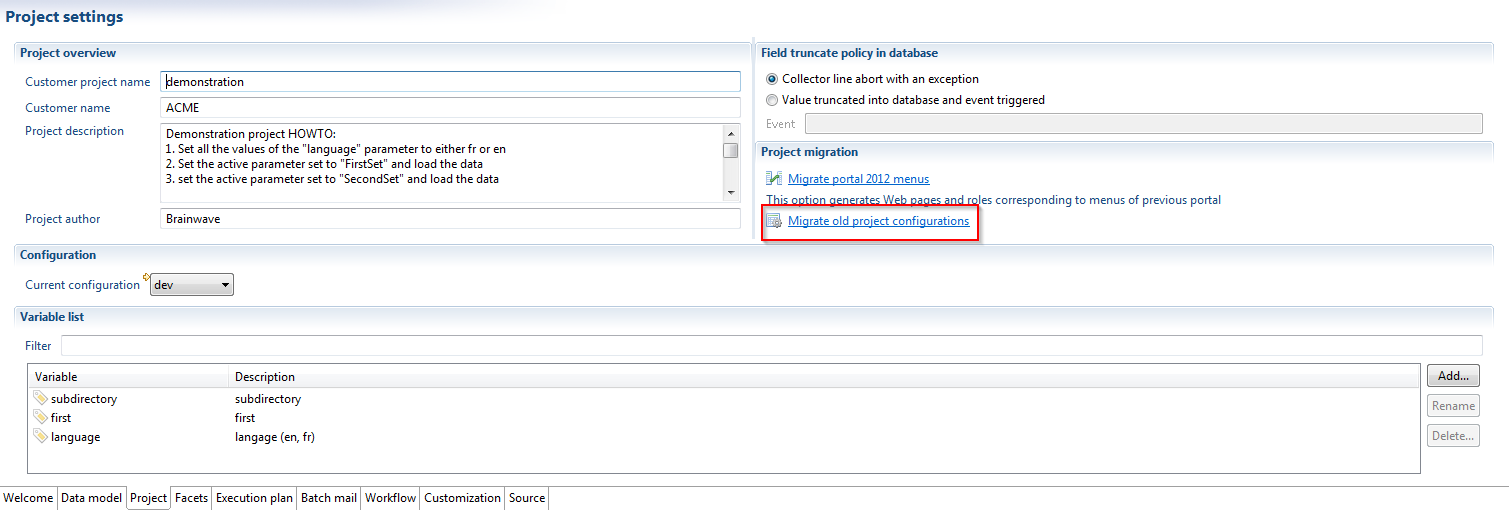 Project settings
Project overview
Customer project name demonstration
Customer name ACME
Project description Demonstration project HOWTO:
1. Set all the values of the "language" parameter to either fr or en
2. Set the active parameter set to "FirstSet" and load the data
3. set the active parameter set to "SecondSet" and load the data
Project author Brainwave
Field truncate policy in database
Collector line abort with an exception
Value truncated into database and event triggered
Event
Project migration
Migrate portal 2012 menus
This option generates Web pages and roles corresponding to menus of previous portal
Migrate old project configurations
Configuration
Current configuration dev
Variable list
Filter
Variable Description
subdirectory subdirectory
first first
language langage (en, fr)
Add...
Rename
Delete...
Welcome Data model Project Facets Execution plan Batch mail Workflow Customization Source